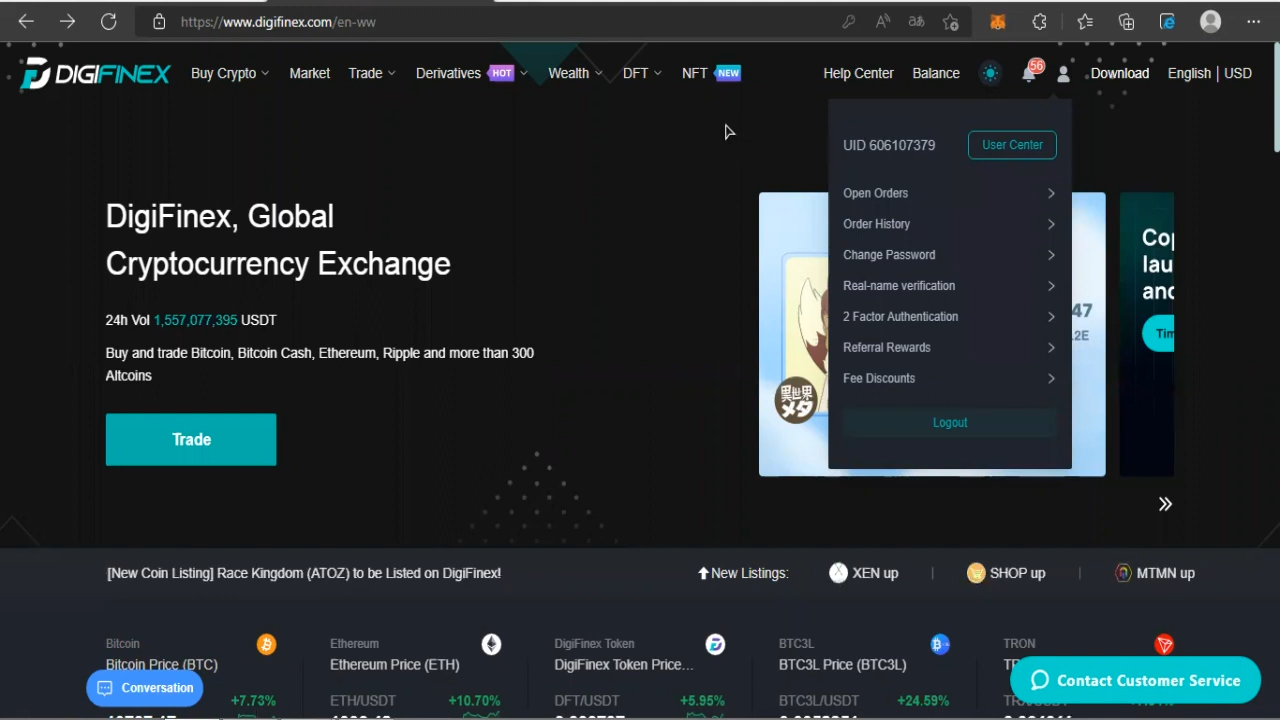 https://www.digifinex.com/en-ww
DIGIFINEX
Buy Crypto
Market
Trade
Derivatives HOT
Wealth
DFT
NFT NEW
Help Center
Balance
56
Download
English | USD
UID 606107379
User Center
Open Orders
Order History
Change Password
Real-name verification
2 Factor Authentication
Referral Rewards
Fee Discounts
Logout
DigiFinex, Global
Cryptocurrency Exchange
24h Vol 1,557,077,395 USDT
Buy and trade Bitcoin, Bitcoin Cash, Ethereum, Ripple and more than 300
Altcoins
Trade
異世界
メタ
47
.2E
[New Coin Listing] Race Kingdom (ATOZ) to be Listed on DigiFinex!
New Listings:
XEN up
SHOP up
MTMN up
Bitcoin
Bitcoin Price (BTC)
+7.73%
Ethereum
Ethereum Price (ETH)
ETH/USDT
+10.70%
DigiFinex Token
DigiFinex Token Price...
DFT/USDT
+5.95%
BTC3L
BTC3L Price (BTC3L)
BTC3L/USDT
+24.59%
TRON
Conversation
Contact Customer Service